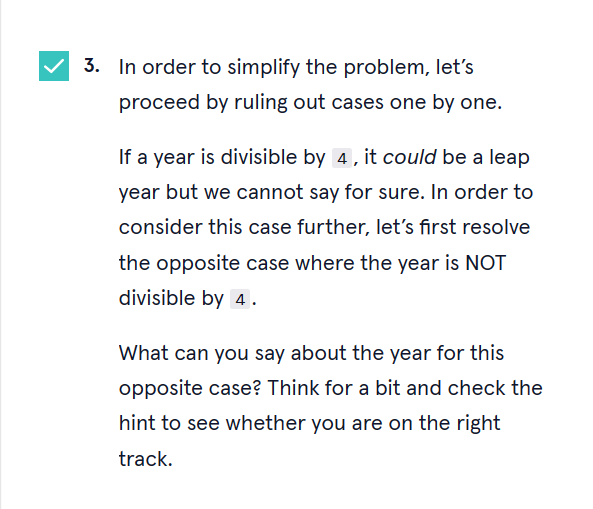 3. In order to simplify the problem, let’s
proceed by ruling out cases one by one.
If a year is divisible by 4, it could be a leap
year but we cannot say for sure. In order to
consider this case further, let’s first resolve
the opposite case where the year is NOT
divisible by 4.
What can you say about the year for this
opposite case? Think for a bit and check the
hint to see whether you are on the right
track.